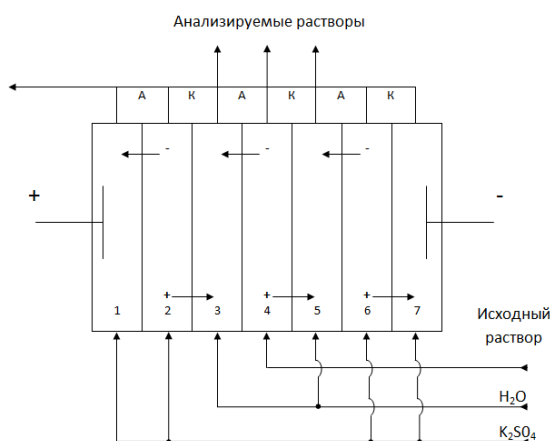 Анализируемые растворы
А К А К А К
- - -
+ -
+ + +
1 2 3 4 5 6 7
Исходный
раствор
H₂O
K₂SO₄